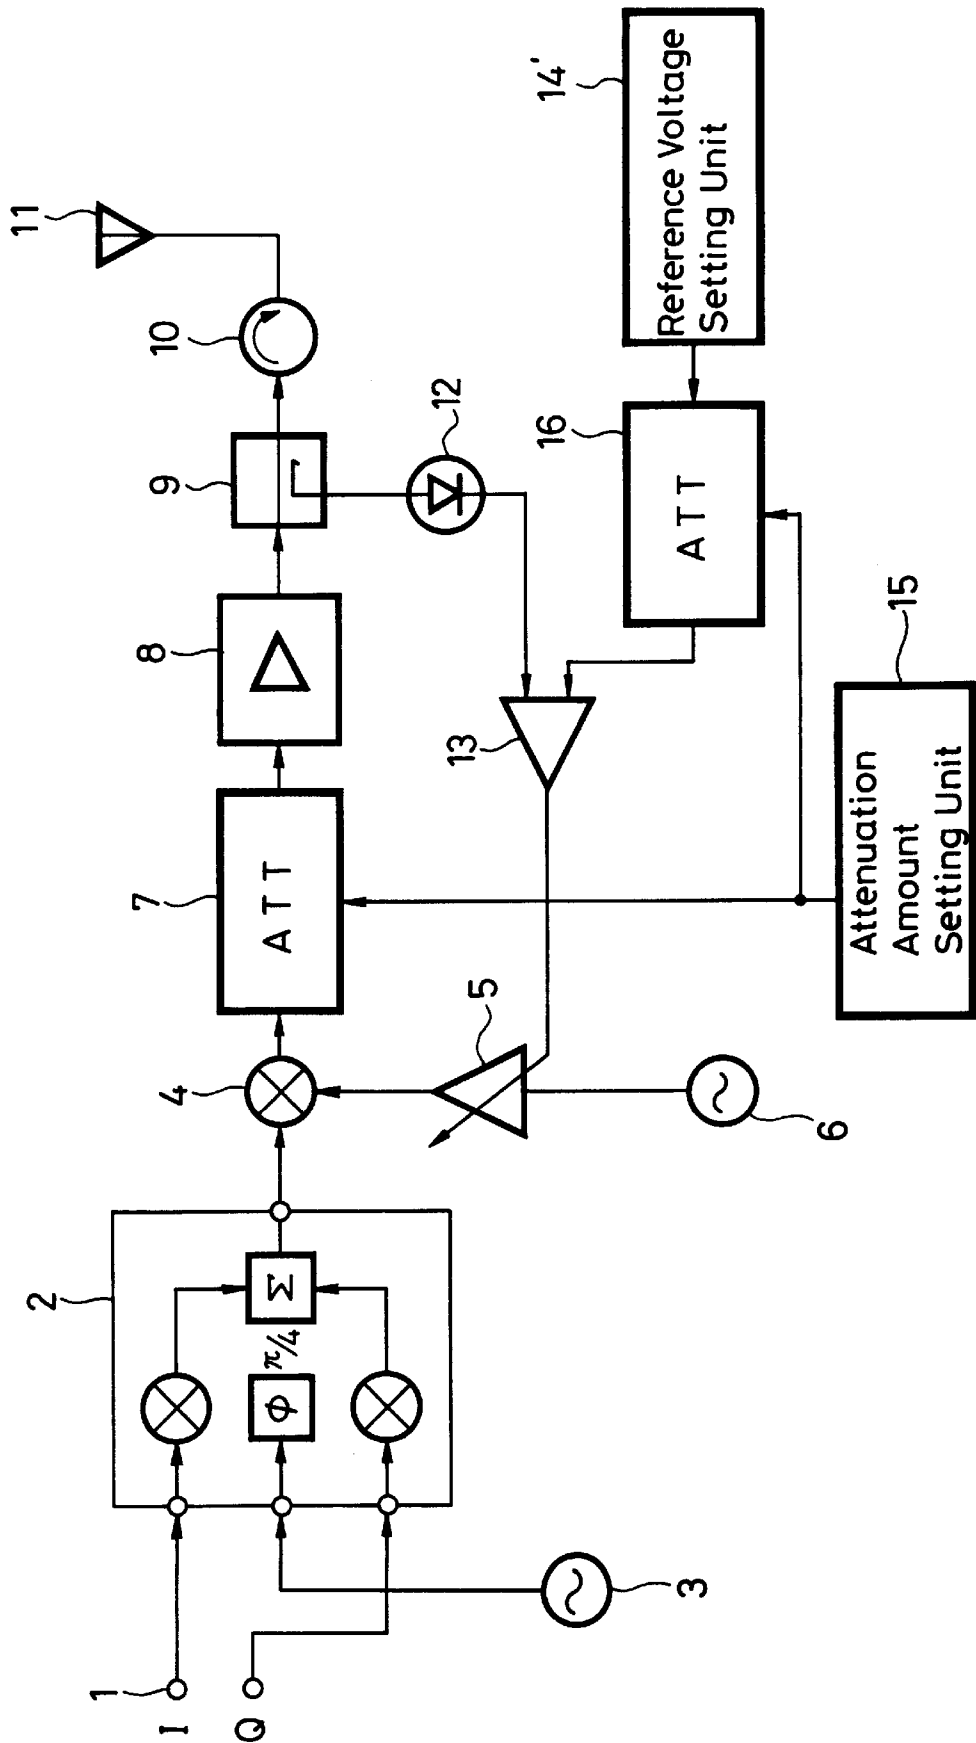 11
10
9
8
7
4
2
1
I
Q
3
Φ
π/4
Σ
ATT
5
6
12
13
14'
Reference Voltage
Setting Unit
16
ATT
15
Attenuation
Amount
Setting Unit